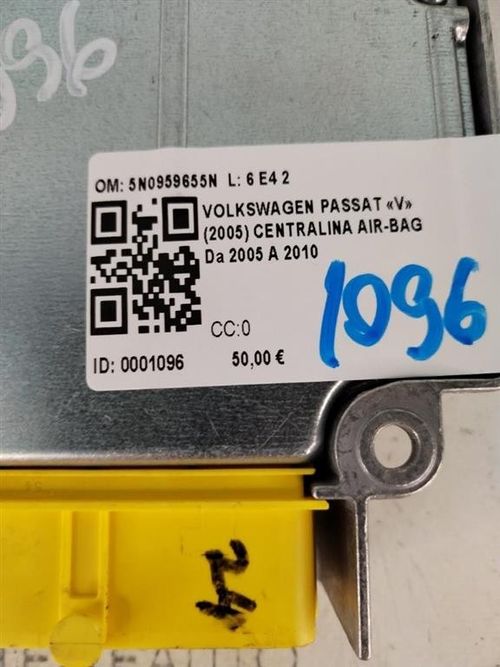 1096
OM: 5N0959655N L: 6 E4 2
VOLKSWAGEN PASSAT «V»
(2005) CENTRALINA AIR-BAG
Da 2005 A 2010
1096
CC:0
ID: 0001096 50,00 €